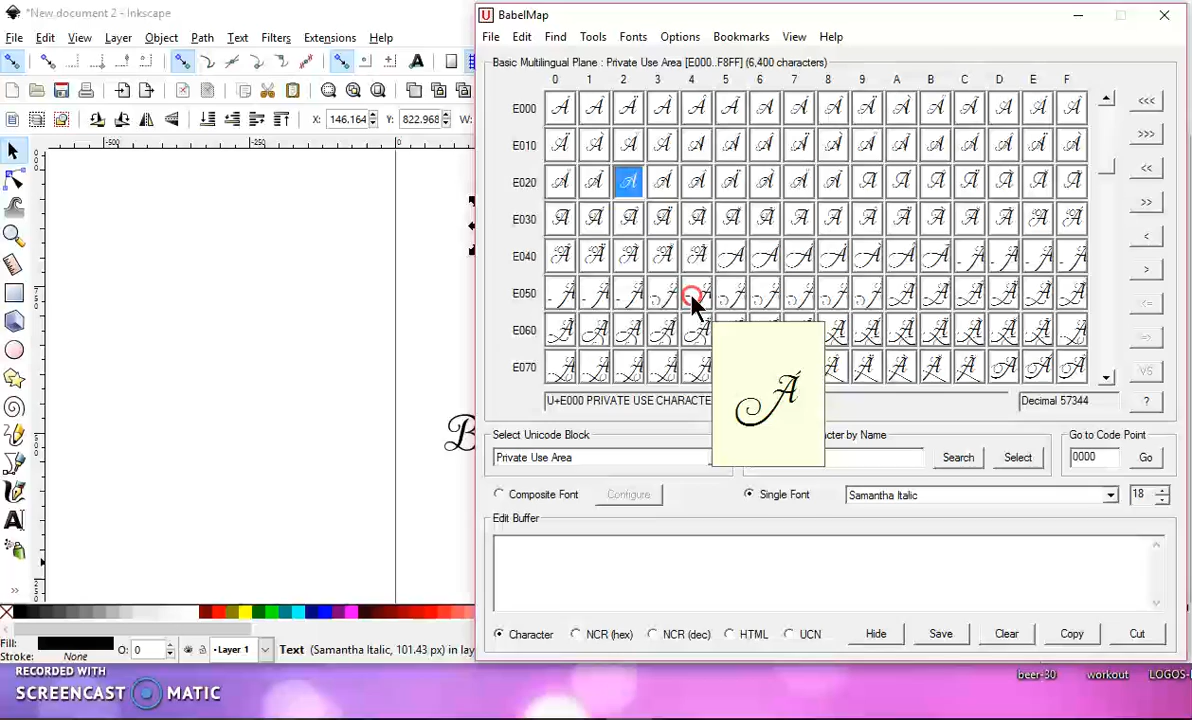 *New document 2 - Inkscape
File Edit View Layer Object Path Text Filters Extensions Help
X: 146.164 Y: 822.968 W:
-500 -250 0
B
Fill:
Stroke: None
O: 0
Layer 1
Text (Samantha Italic, 101.43 px) in lay
BabelMap
File Edit Find Tools Fonts Options Bookmarks View Help
Basic Multilingual Plane : Private Use Area [E000..F8FF] (6,400 characters)
0 1 2 3 4 5 6 7 8 9 A B C D E F
E000
E010
E020
E030
E040
E050
E060
E070
U+E000 PRIVATE USE CHARACTE
Decimal 57344
<<<
>>>
<<
>>
<
>
<=
=>
VS
?
Select Unicode Block
Private Use Area
aracter by Name
Search Select
Go to Code Point
0000 Go
Composite Font Configure Single Font Samantha Italic 18
Edit Buffer
Character NCR (hex) NCR (dec) HTML UCN Hide Save Clear Copy Cut
RECORDED WITH
SCREENCAST MATIC
beer-30 workout LOGOS-